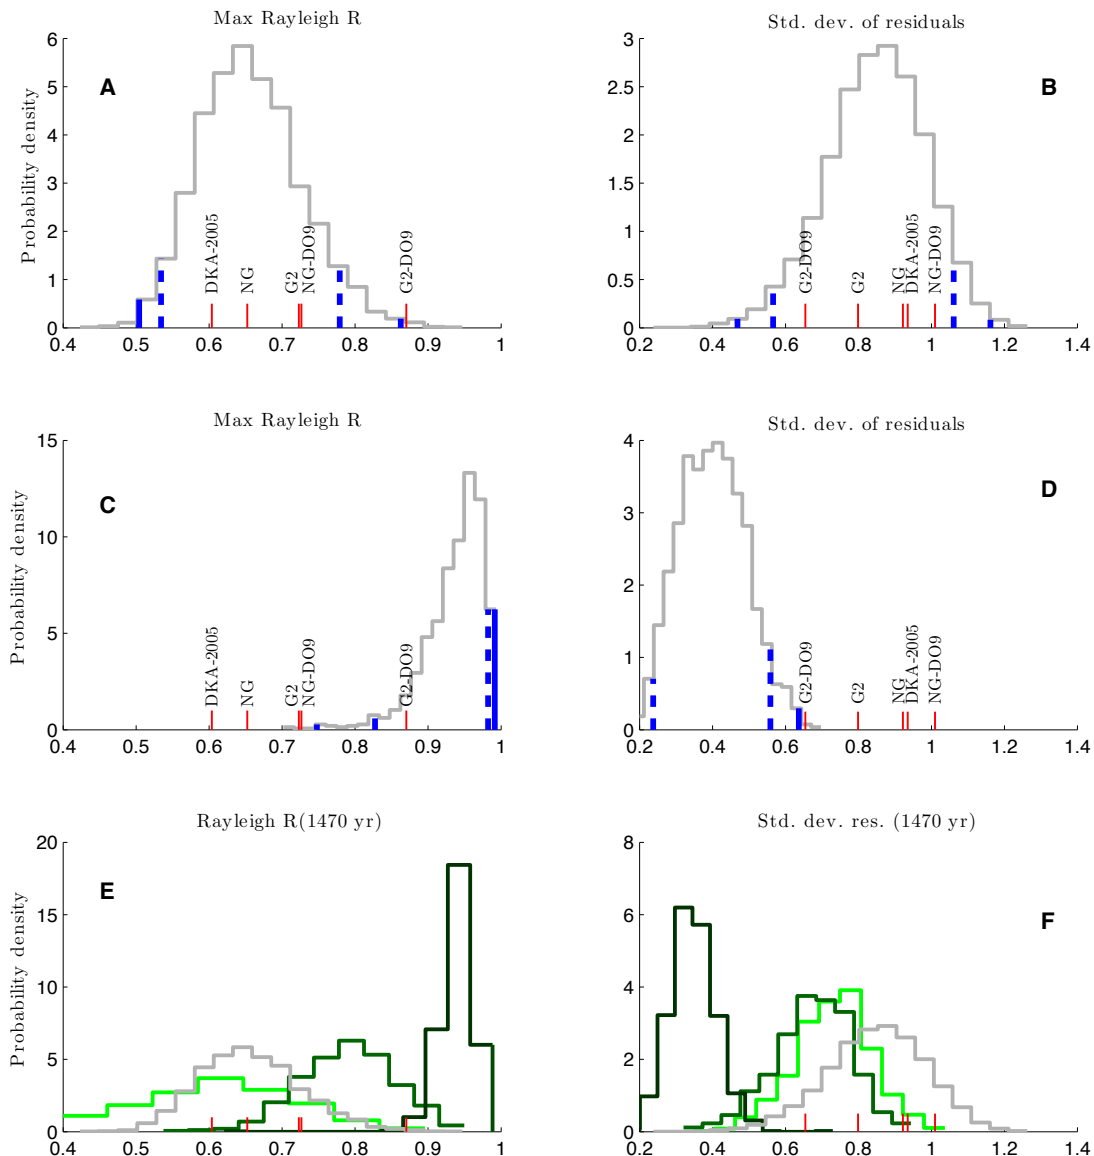 Max Rayleigh R
Std. dev. of residuals
Probability density
6
5
4
3
2
1
0
A
DKA-2005
NG
G2
NG-DO9
G2-DO9
0.4 0.5 0.6 0.7 0.8 0.9 1
3
2.5
2
1.5
1
0.5
0
B
G2-DO9
G2
NG
DKA-2005
NG-DO9
0.2 0.4 0.6 0.8 1 1.2 1.4
Max Rayleigh R
Std. dev. of residuals
Probability density
15
10
5
0
C
DKA-2005
NG
G2
NG-DO9
G2-DO9
0.4 0.5 0.6 0.7 0.8 0.9 1
4
3
2
1
0
D
G2-DO9
G2
NG
DKA-2005
NG-DO9
0.2 0.4 0.6 0.8 1 1.2 1.4
Rayleigh R(1470 yr)
Std. dev. res. (1470 yr)
Probability density
20
15
10
5
0
E
0.4 0.5 0.6 0.7 0.8 0.9 1
8
6
4
2
0
F
0.2 0.4 0.6 0.8 1 1.2 1.4